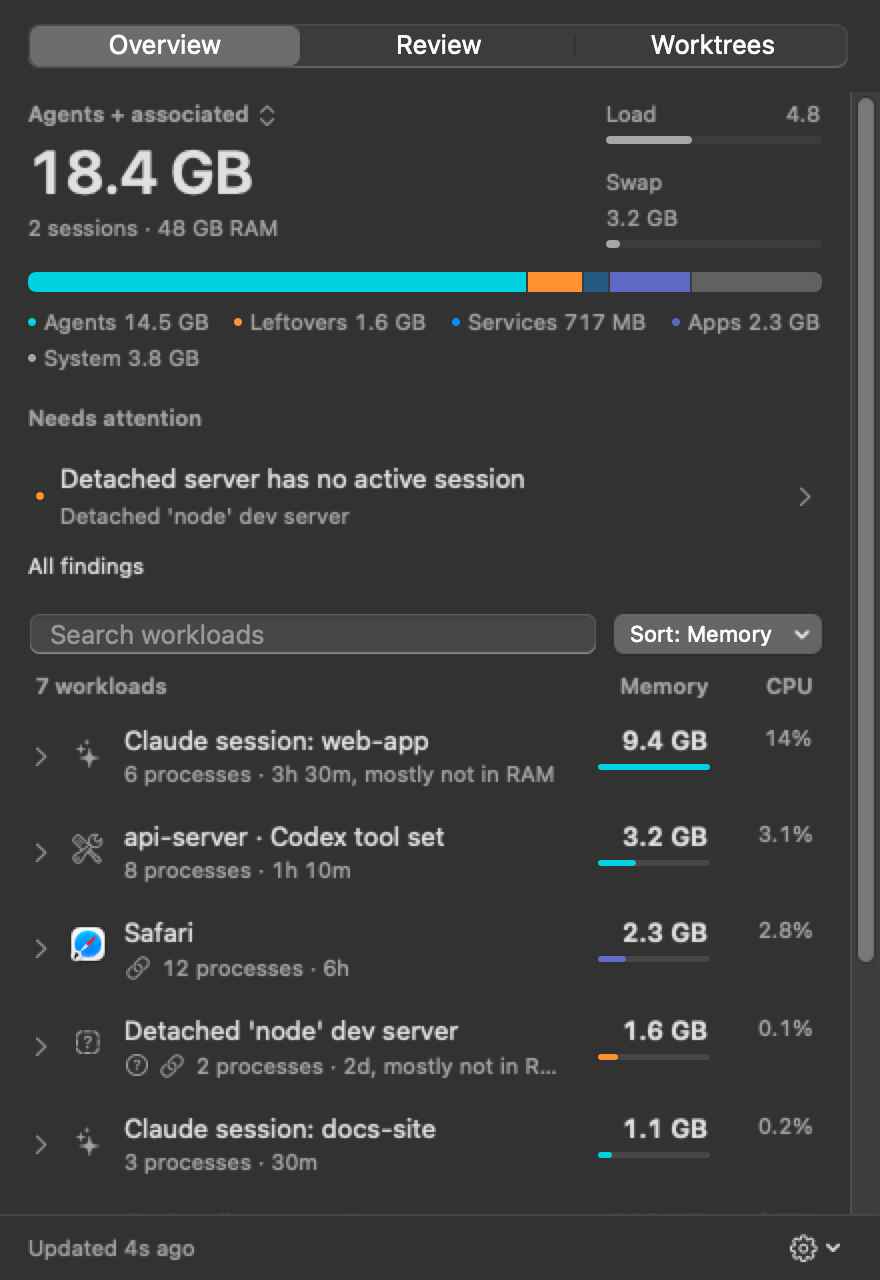 Overview Review Worktrees
Agents + associated
Load 4.8
18.4 GB
Swap
3.2 GB
2 sessions · 48 GB RAM
Agents 14.5 GB Leftovers 1.6 GB Services 717 MB Apps 2.3 GB
System 3.8 GB
Needs attention
Detached server has no active session
Detached 'node' dev server
All findings
Search workloads Sort: Memory
7 workloads Memory CPU
Claude session: web-app 9.4 GB 14%
6 processes · 3h 30m, mostly not in RAM
api-server · Codex tool set 3.2 GB 3.1%
8 processes · 1h 10m
Safari 2.3 GB 2.8%
12 processes · 6h
Detached 'node' dev server 1.6 GB 0.1%
2 processes · 2d, mostly not in R...
Claude session: docs-site 1.1 GB 0.2%
3 processes · 30m
Updated 4s ago